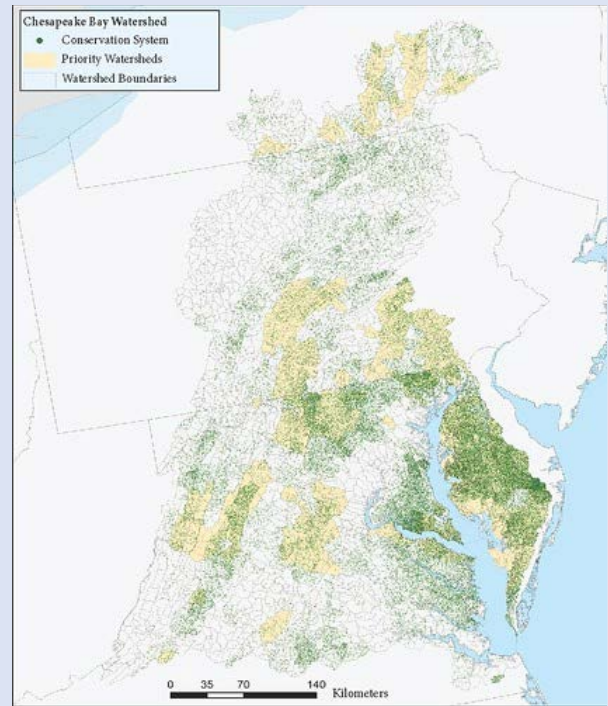 Chesapeake Bay Watershed
Conservation System
Priority Watersheds
Watershed Boundaries
0 35 70 140
Kilometers